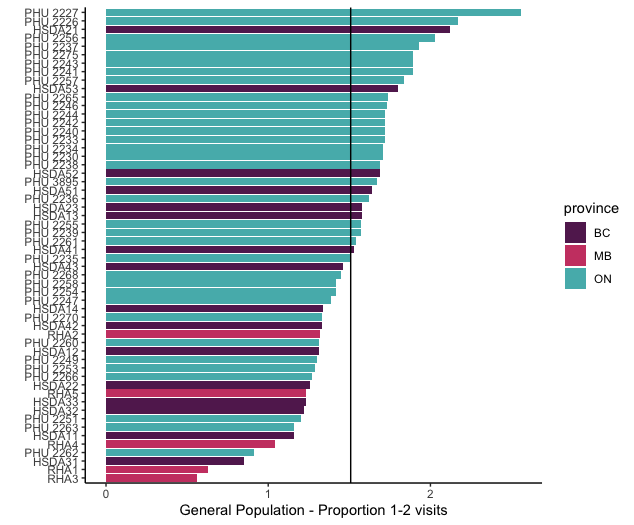 PHU 2227
PHU 2226
HSDA21
PHU 2256
PHU 2237
PHU 2275
PHU 2243
PHU 2241
PHU 2257
HSDA53
PHU 2265
PHU 2246
PHU 2244
PHU 2242
PHU 2240
PHU 2233
PHU 2234
PHU 2230
PHU 2238
HSDA52
PHU 3895
HSDA51
PHU 2236
HSDA23
HSDA13
PHU 2255
PHU 2239
PHU 2261
HSDA41
PHU 2235
HSDA43
PHU 2268
PHU 2258
PHU 2254
PHU 2247
HSDA14
PHU 2270
HSDA42
RHA2
PHU 2260
HSDA12
PHU 2249
PHU 2253
PHU 2266
HSDA22
RHA5
HSDA33
HSDA32
PHU 2251
PHU 2263
HSDA11
RHA4
PHU 2262
HSDA31
RHA1
RHA3
0 1 2
General Population - Proportion 1-2 visits
province
BC
MB
ON